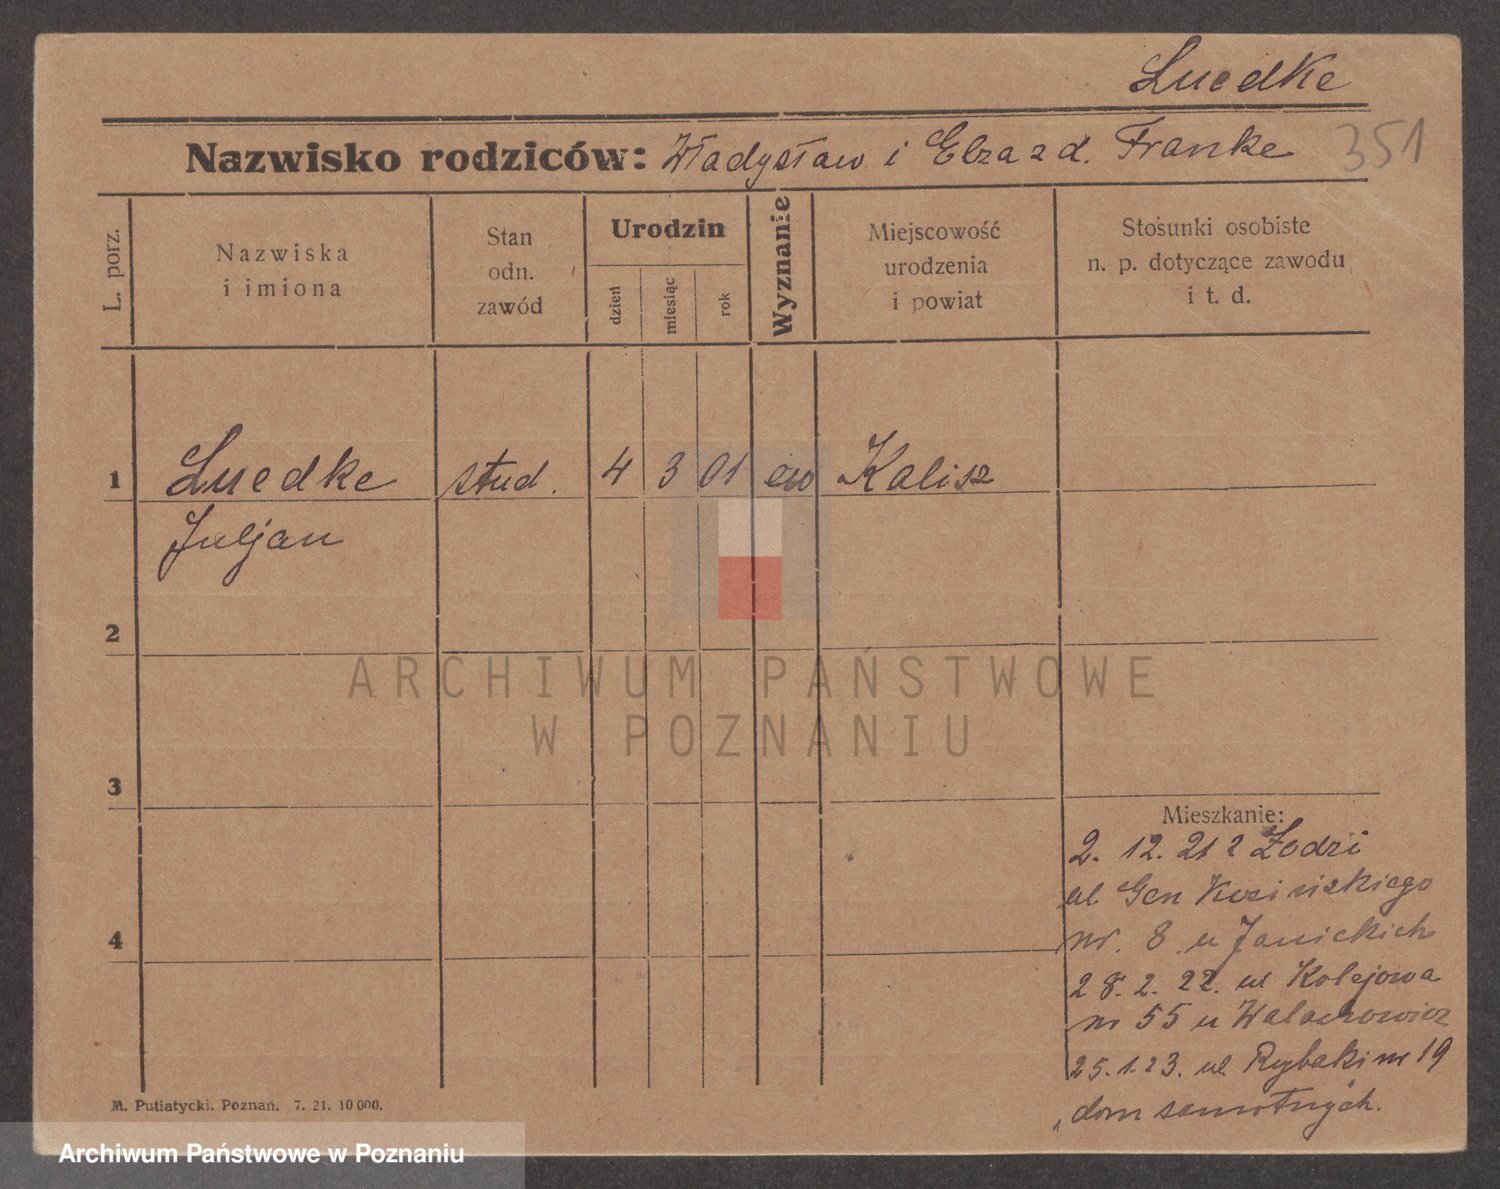 Luedke
Nazwisko rodziców: Władysław i Elza z d. Franke
351
L. porz.
Nazwiska i imiona
Stan odn. zawód
Urodzin
dzień
miesiąc
rok
Wyznanie
Miejscowość urodzenia i powiat
Stosunki osobiste n. p. dotyczące zawodu i t. d.
1 Luedke stud. 4 3 01 ew Kalisz
Juljan
2
ARCHIWUM PAŃSTWOWE
W POZNANIU
3
Mieszkanie:
2. 12. 21 z Łodzi
ul Gen Kosińskiego
nr. 8 u Janickich
4
28. 2. 22. ul Kolejowa
nr 55 u
25. 1. 23. ul. Rybaki nr 19
„dom samotnych.
M. Putiatycki. Poznań. 7. 21. 10 000.
Archiwum Państwowe w Poznaniu